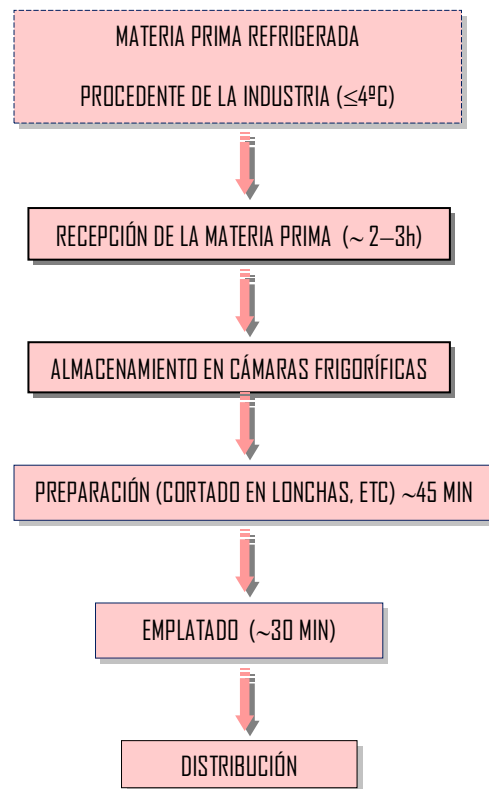 MATERIA PRIMA REFRIGERADA
PROCEDENTE DE LA INDUSTRIA (≤4ºC)
RECEPCIÓN DE LA MATERIA PRIMA (~ 2–3h)
ALMACENAMIENTO EN CÁMARAS FRIGORÍFICAS
PREPARACIÓN (CORTADO EN LONCHAS, ETC) ~45 MIN
EMPLATADO (~30 MIN)
DISTRIBUCIÓN